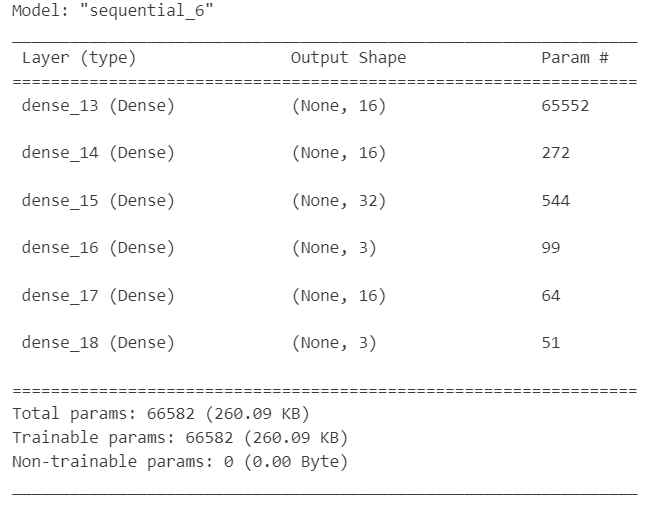 Model: "sequential_6"
Layer (type) Output Shape Param #
=================================================================
dense_13 (Dense) (None, 16) 65552
dense_14 (Dense) (None, 16) 272
dense_15 (Dense) (None, 32) 544
dense_16 (Dense) (None, 3) 99
dense_17 (Dense) (None, 16) 64
dense_18 (Dense) (None, 3) 51
=================================================================
Total params: 66582 (260.09 KB)
Trainable params: 66582 (260.09 KB)
Non-trainable params: 0 (0.00 Byte)